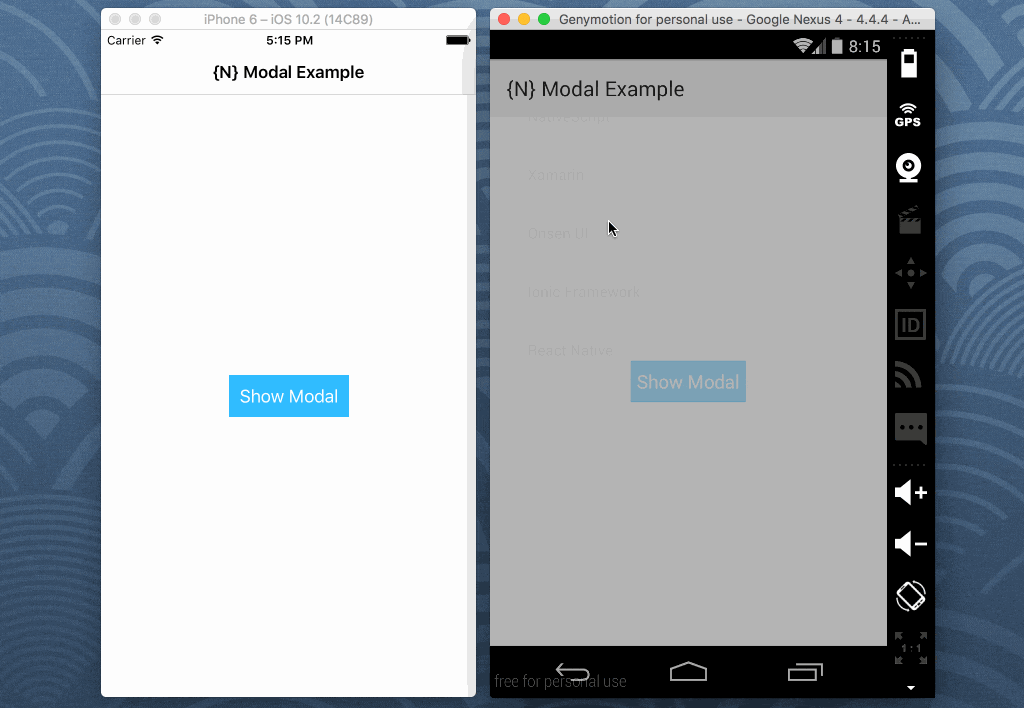 iPhone 6 – iOS 10.2 (14C89)
Carrier 5:15 PM
{N} Modal Example
Show Modal
Genymotion for personal use - Google Nexus 4 - 4.4.4 - A...
8:15
{N} Modal Example
NativeScript
Xamarin
Onsen UI
Ionic Framework
React Native
Show Modal
free for personal use
GPS
ID
1:1